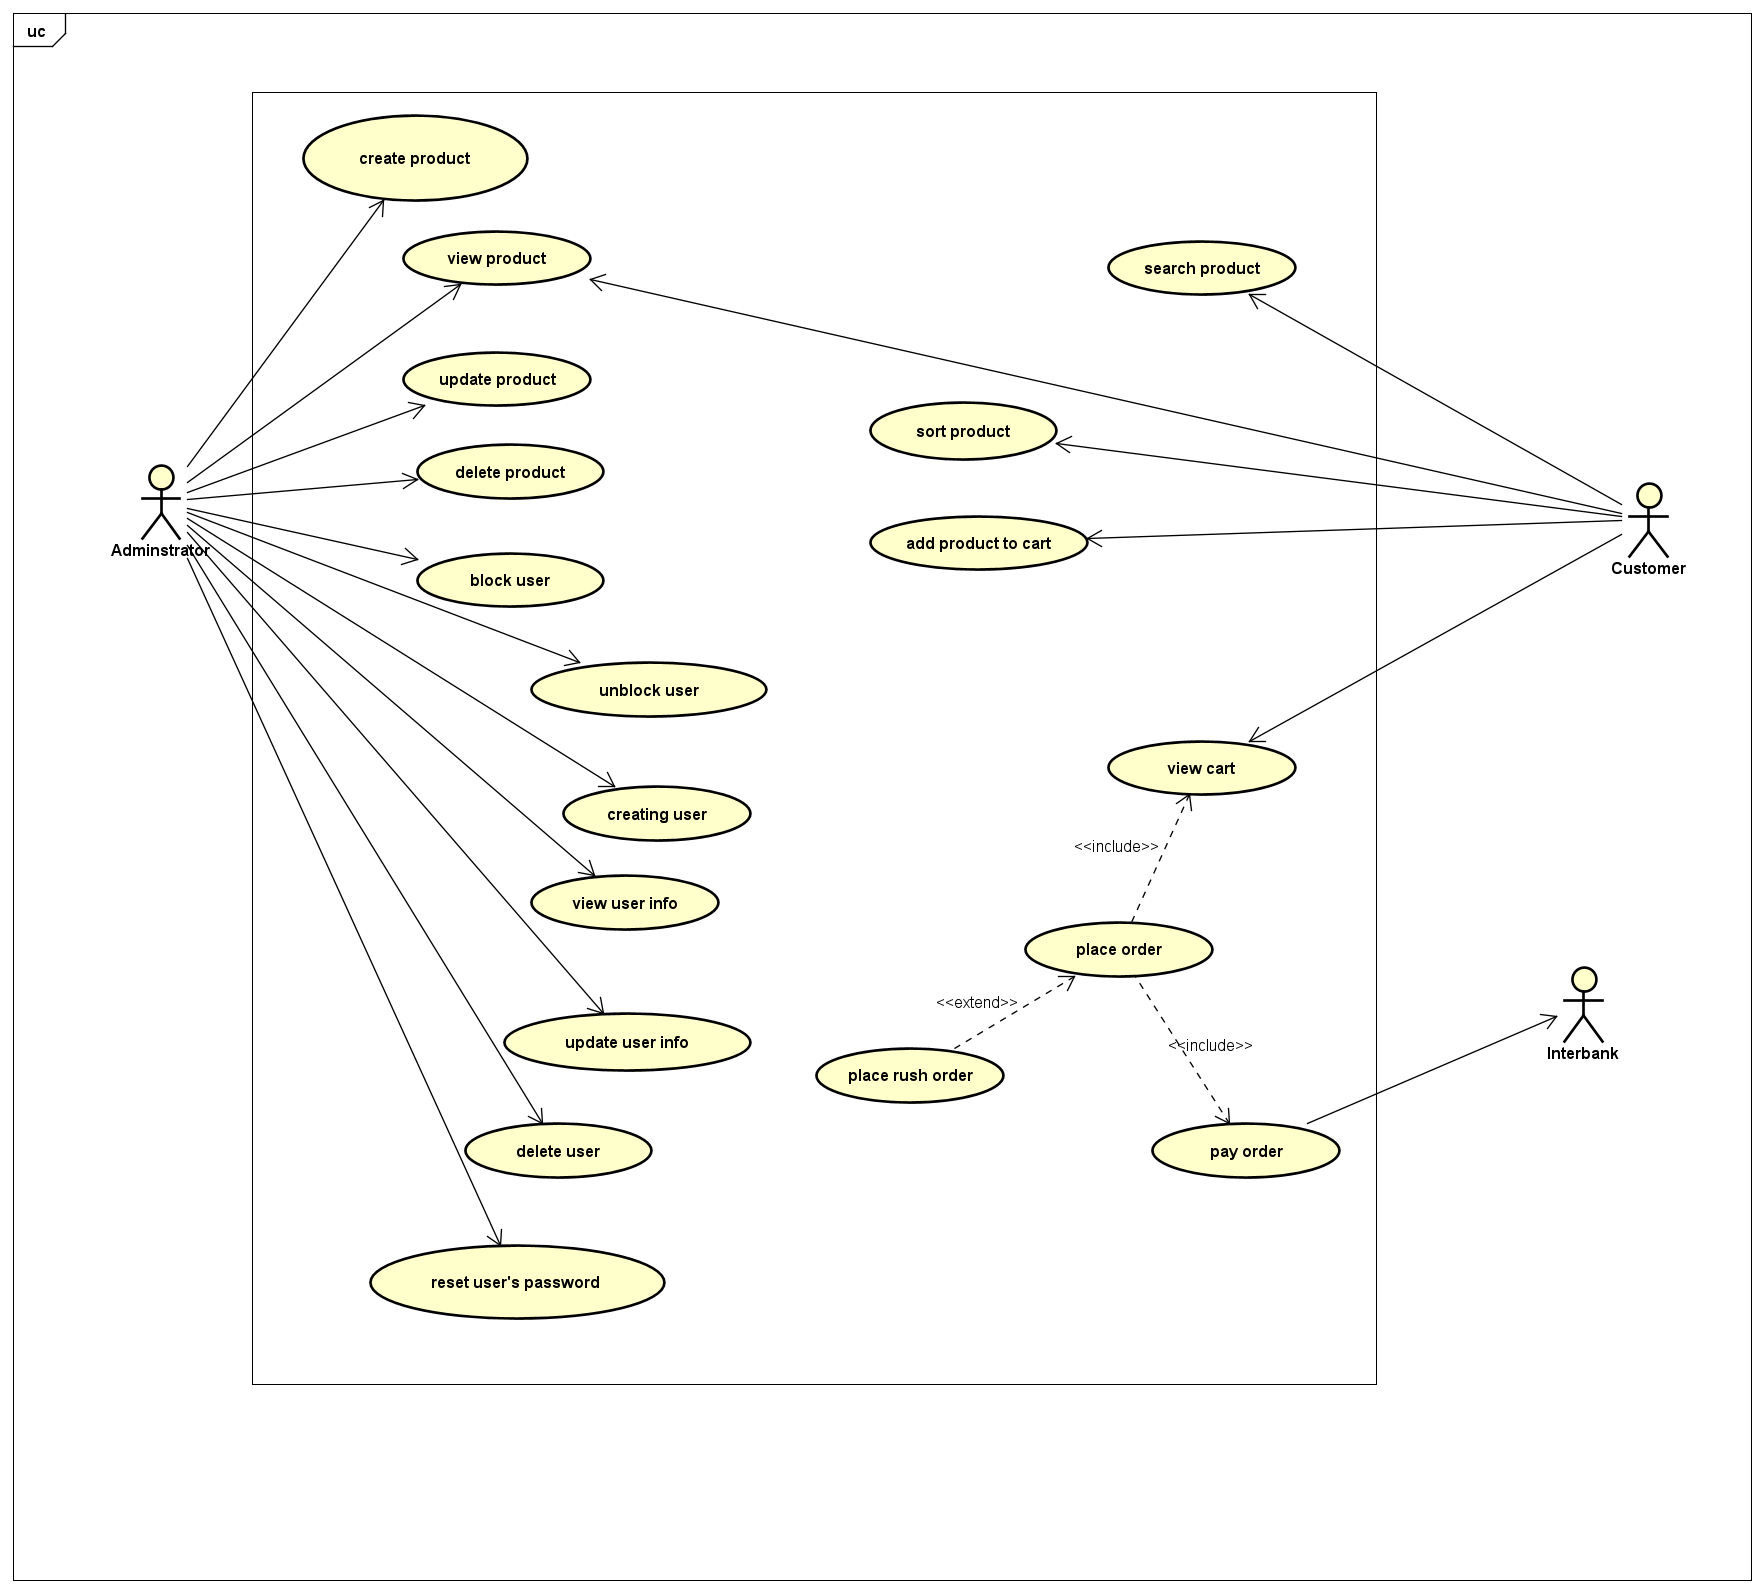 uc
create product
view product
search product
update product
sort product
delete product
add product to cart
Adminstrator
Customer
block user
unblock user
view cart
creating user
<<include>>
view user info
place order
<<extend>>
update user info
<<include>>
Interbank
place rush order
delete user
pay order
reset user's password